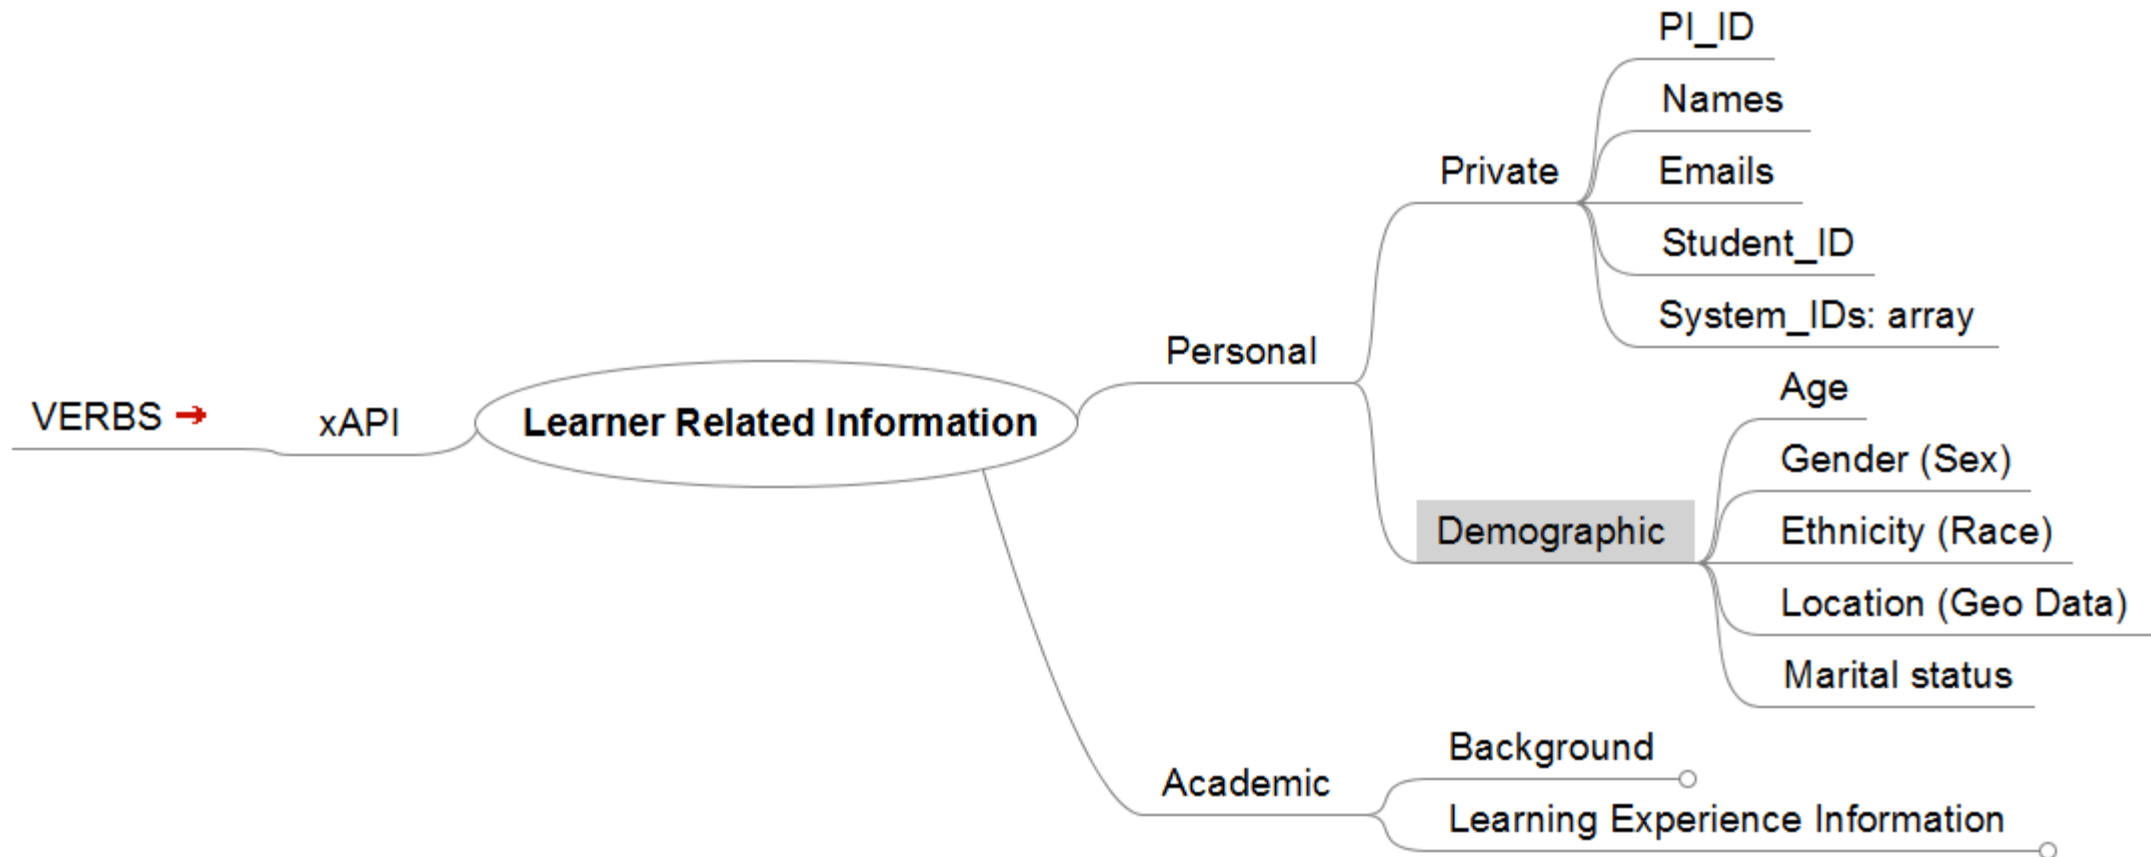 PI_ID
Names
Private
Emails
Student_ID
System_IDs: array
Personal
Age
VERBS
xAPI
Learner Related Information
Gender (Sex)
Demographic
Ethnicity (Race)
Location (Geo Data)
Marital status
Background
Academic
Learning Experience Information